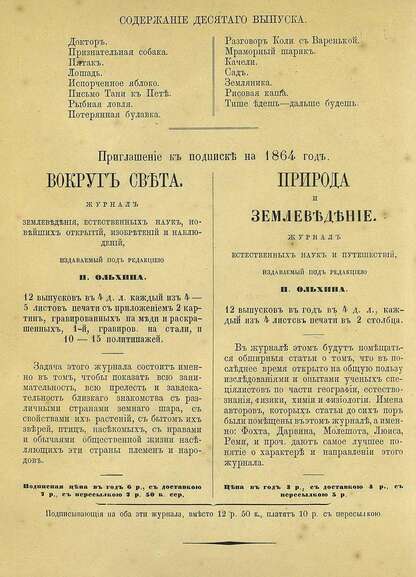 СОДЕРЖАНІЕ ДЕСЯТАГО ВЫПУСКА.
Докторъ.
Признательная собака.
Пятакъ.
Лошадь.
Испорченное яблоко.
Письмо Тани къ Петѣ.
Рыбная ловля.
Потерянная булавка.
Разговоръ Коли съ Варенькой.
Мраморный шарикъ.
Качели.
Садъ.
Земляника.
Рисовая каша.
Тише ѣдешь—дальше будешь.
Приглашеніе къ подпискѣ на 1864 годъ.
ВОКРУГЪ СВѢТА.
ЖУРНАЛЪ
ЗЕМЛЕВѢДѢНІЯ, ЕСТЕСТВЕННЫХЪ НАУКЪ, НО-
ВѢЙШИХЪ ОТКРЫТІЙ, ИЗОБРѢТЕНІЙ И НАБЛЮ-
ДЕНІЙ,
ИЗДАВАЕМЫЙ ПОДЪ РЕДАКЦІЕЮ
П. ОЛЬХИНА.
12 выпусковъ въ 4 д. л. каждый изъ 4 —
5 листовъ печати съ приложеніемъ 2 кар-
тинъ, гравированныхъ на мѣди и раскра-
шенныхъ, 1-й, гравиров. на стали, и
10 — 15 политипажей.
Задача этого журнала состоитъ имен-
но въ томъ, чтобы показать всю зани-
мательность, всю прелесть и завлека-
тельность близкаго знакомства съ раз-
личными странами земнаго шара, съ
свойствами ихъ растеній, съ бытомъ ихъ
звѣрей, птицъ, насѣкомыхъ, съ нравами
и обычаями общественной жизни насе-
ляющихъ эти страны племенъ и наро-
довъ.
Подписная цѣна въ годъ 6 р., съ доставкою
7 р., съ пересылкою 7 р. 50 к. сер.
ПРИРОДА
И
ЗЕМЛЕВѢДѢНІЕ.
ЖУРНАЛЪ
ЕСТЕСТВЕННЫХЪ НАУКЪ И ПУТЕШЕСТВІЙ,
ИЗДАВАЕМЫЙ ПОДЪ РЕДАКЦІЕЮ
П. ОЛЬХИНА.
12 выпусковъ въ годъ въ 4 д. л., каж-
дый изъ 4 листовъ печати въ 2 столбца.
Въ журналѣ этомъ будутъ помѣщать-
ся обширныя статьи о томъ, что въ по-
слѣднее время открыто на общую пользу
изслѣдованіями и опытами ученыхъ спе-
ціалистовъ по части географіи, естество-
знанія, физики, химіи и физіологіи. Имена
авторовъ, которыхъ статьи до сихъ поръ
были помѣщены въ этомъ журналѣ, а имен-
но: Фохта, Дарвина, Молешота, Люиса,
Реми, и проч. даютъ самое лучшее поня-
тіе о характерѣ и направленіи этого
журнала.
Цѣна въ годъ 3 р., съ доставкою 4 р., съ
пересылкою 5 р.
Подписывающіяся на оба эти журнала, вмѣсто 12 р. 50 к., платятъ 10 р. съ пересылкою.